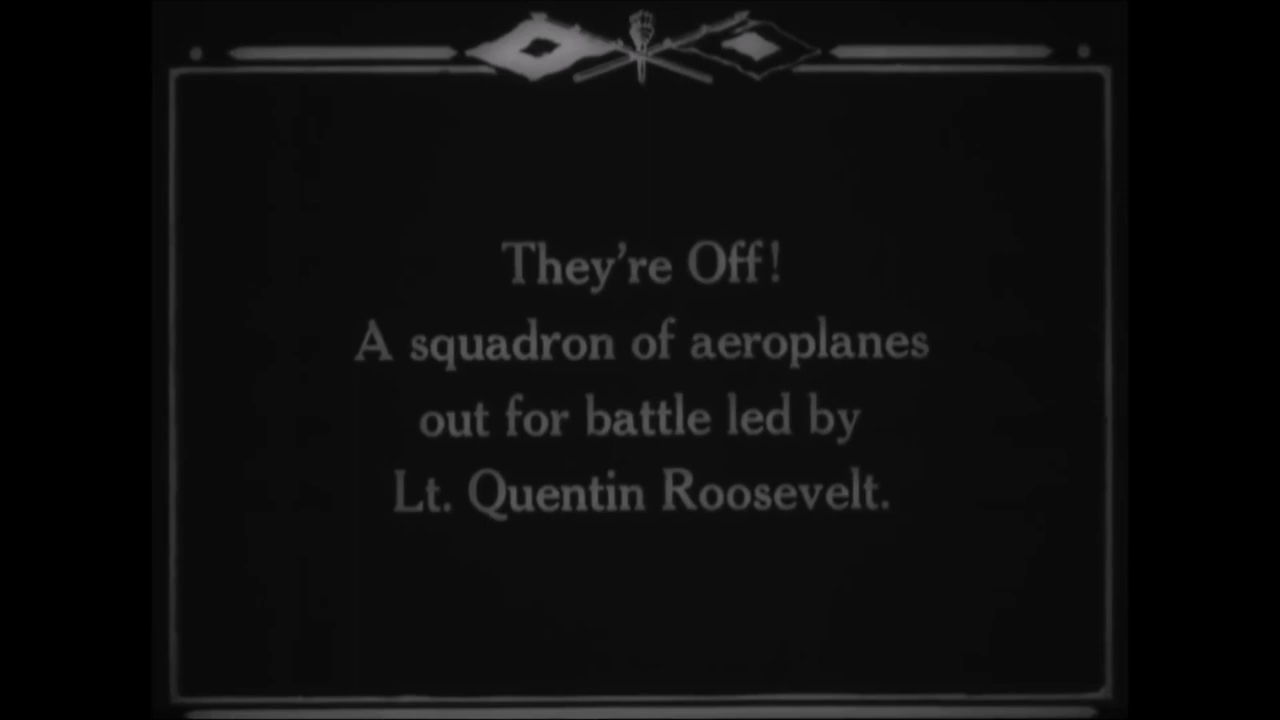 They're Off!
A squadron of aeroplanes
out for battle led by
Lt. Quentin Roosevelt.